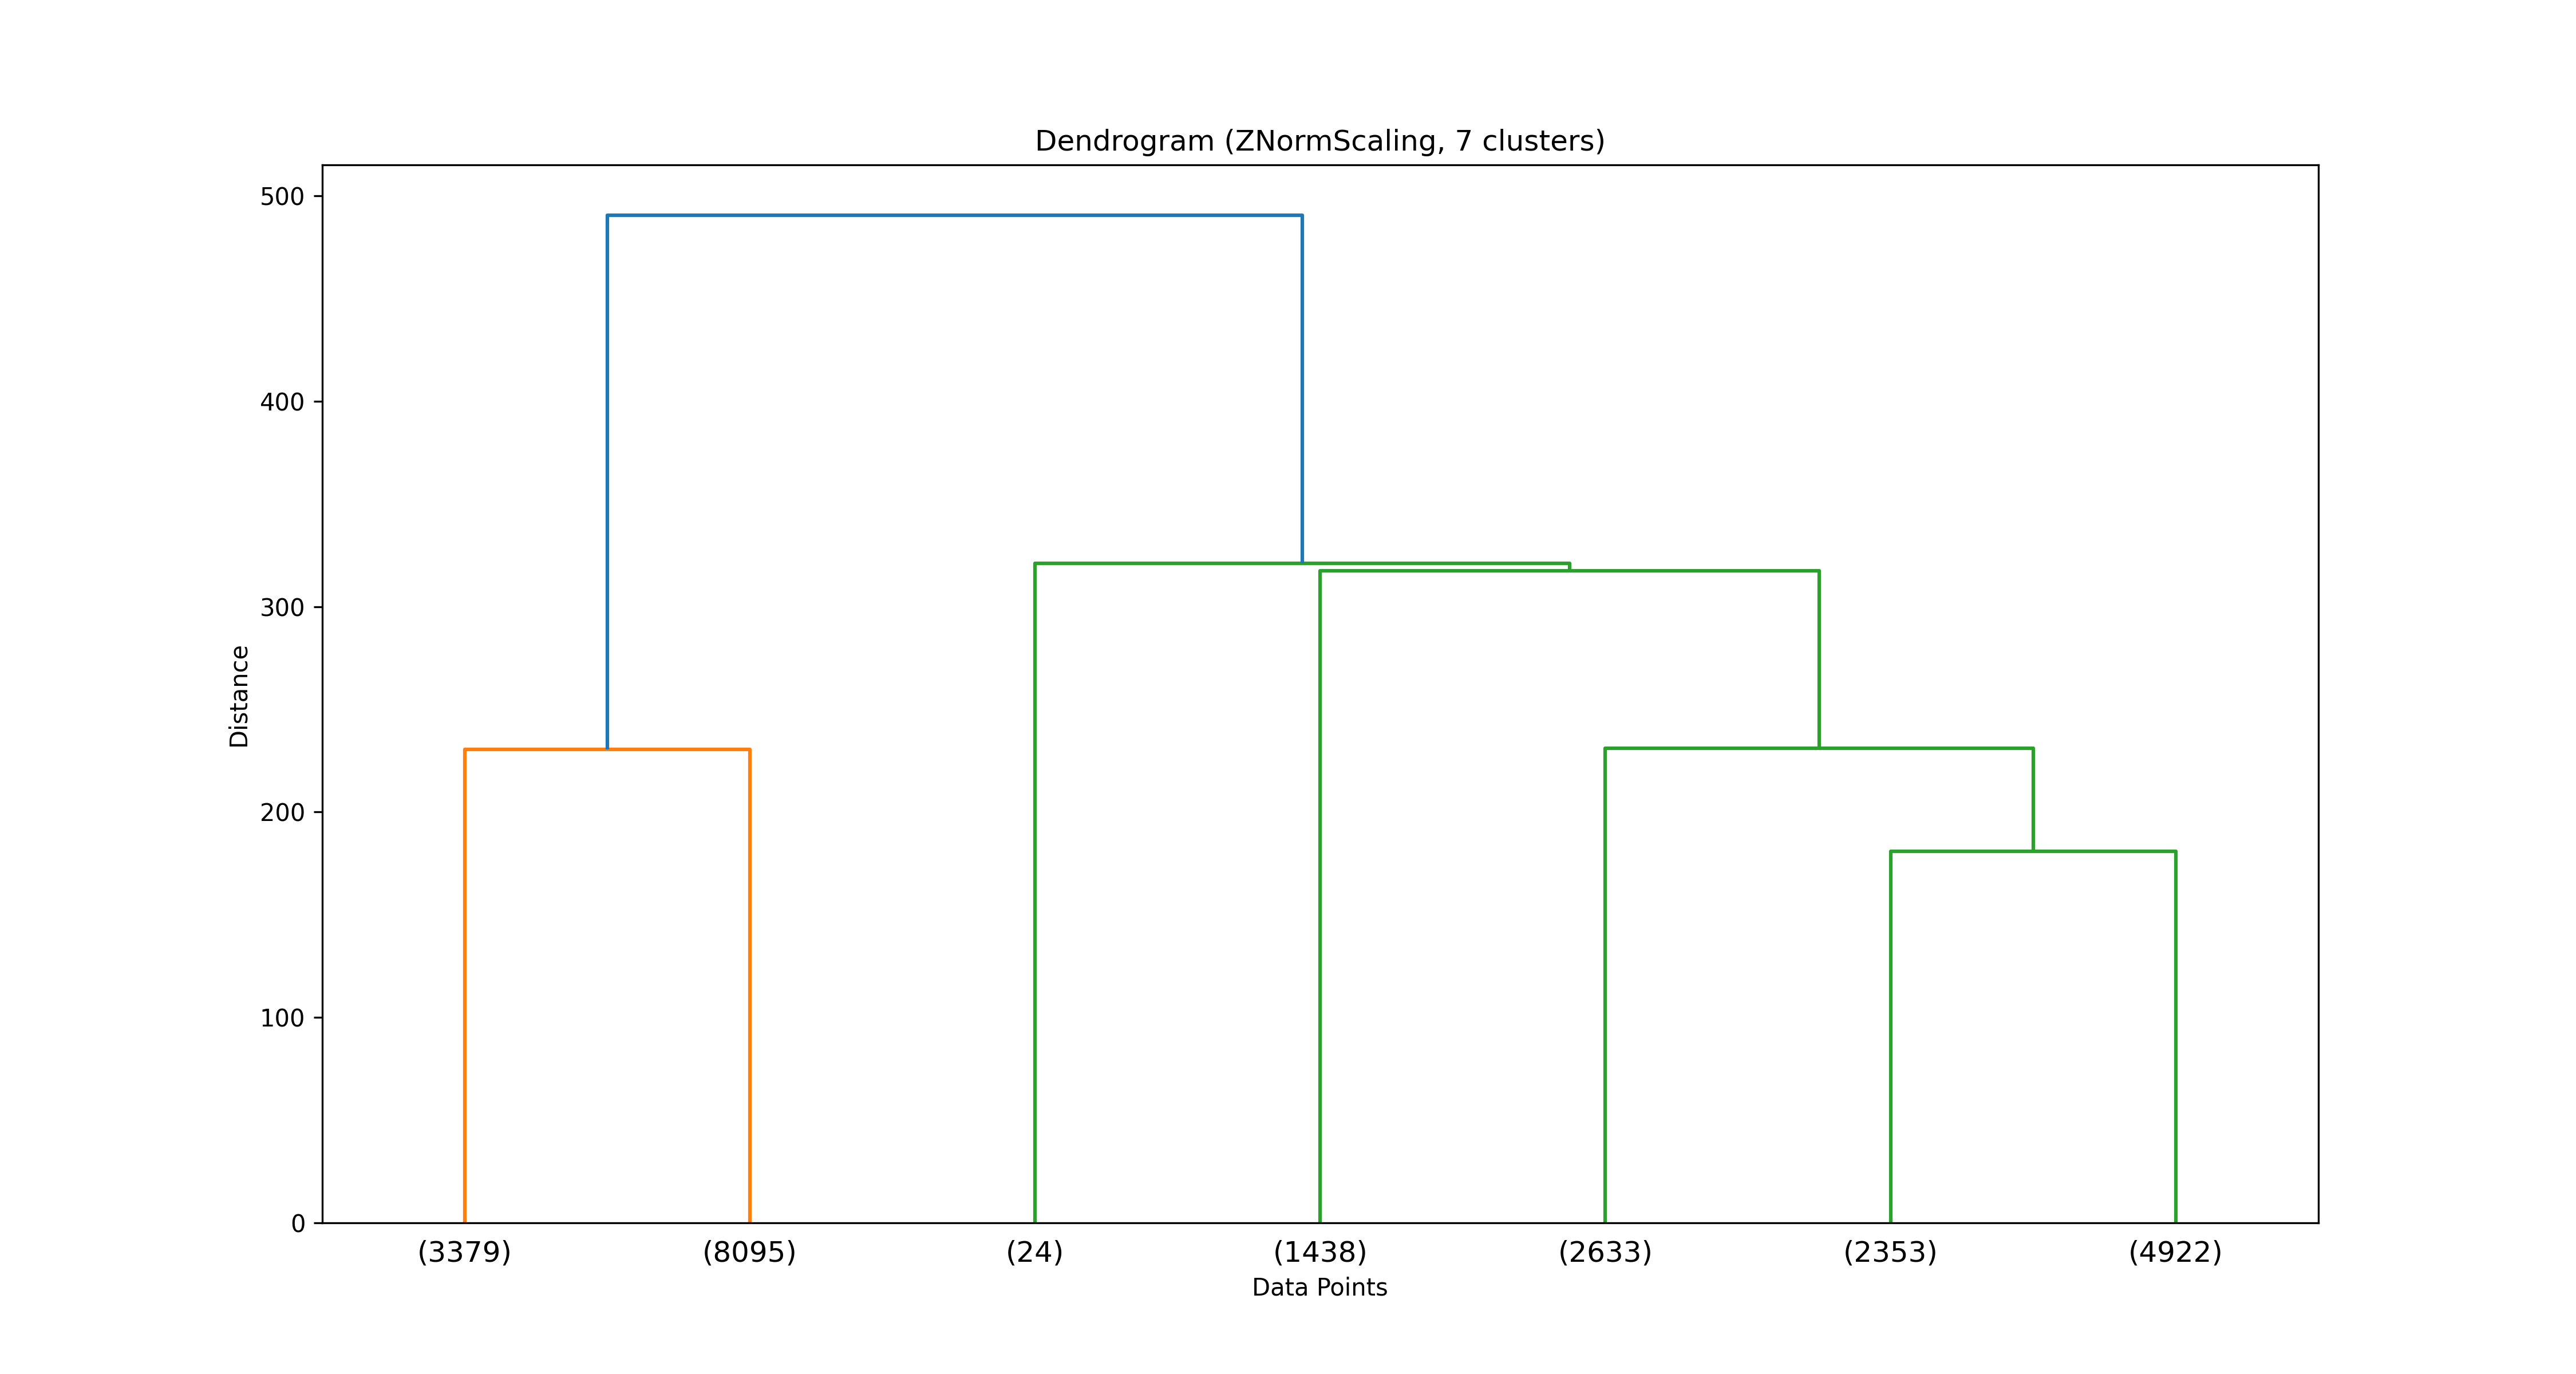 Dendrogram (ZNormScaling, 7 clusters)
500
400
300
200
100
0
Distance
(3379) (8095) (24) (1438) (2633) (2353) (4922)
Data Points